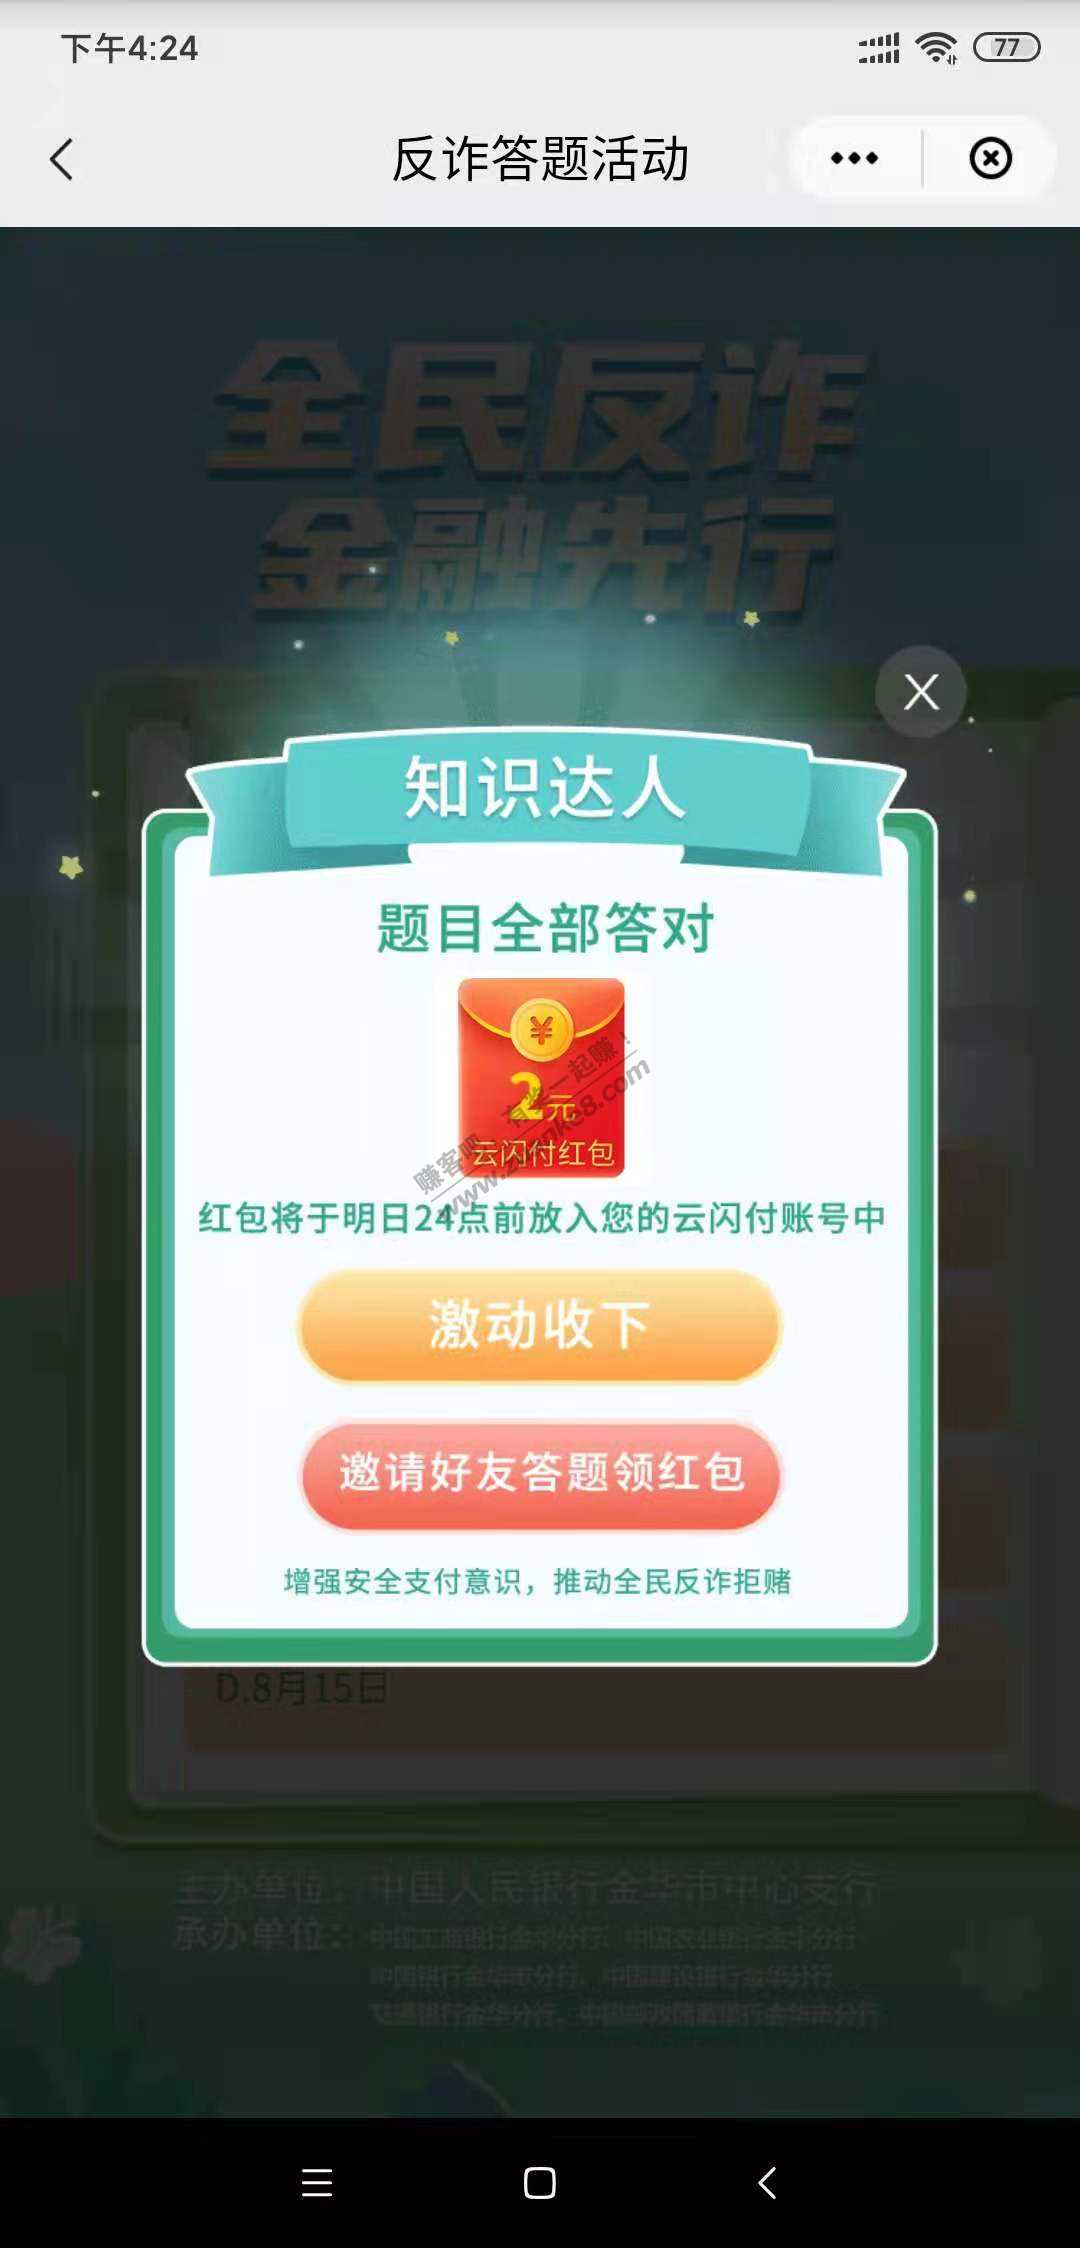 下午4:24
77
反诈答题活动
全民反诈
金融先行
X
知识达人
题目全部答对
¥
2元
云闪付红包
赚客吧，有奖一起赚！
www.zuanke8.com
红包将于明日24点前放入您的云闪付账号中
激动收下
邀请好友答题领红包
增强安全支付意识，推动全民反诈拒赌
D.8月15日
主办单位：中国人民银行金华市中心支行
承办单位：中国工商银行金华分行、中国农业银行金华分行
中国银行金华市分行、中国建设银行金华分行
交通银行金华分行、中国邮政储蓄银行金华市分行